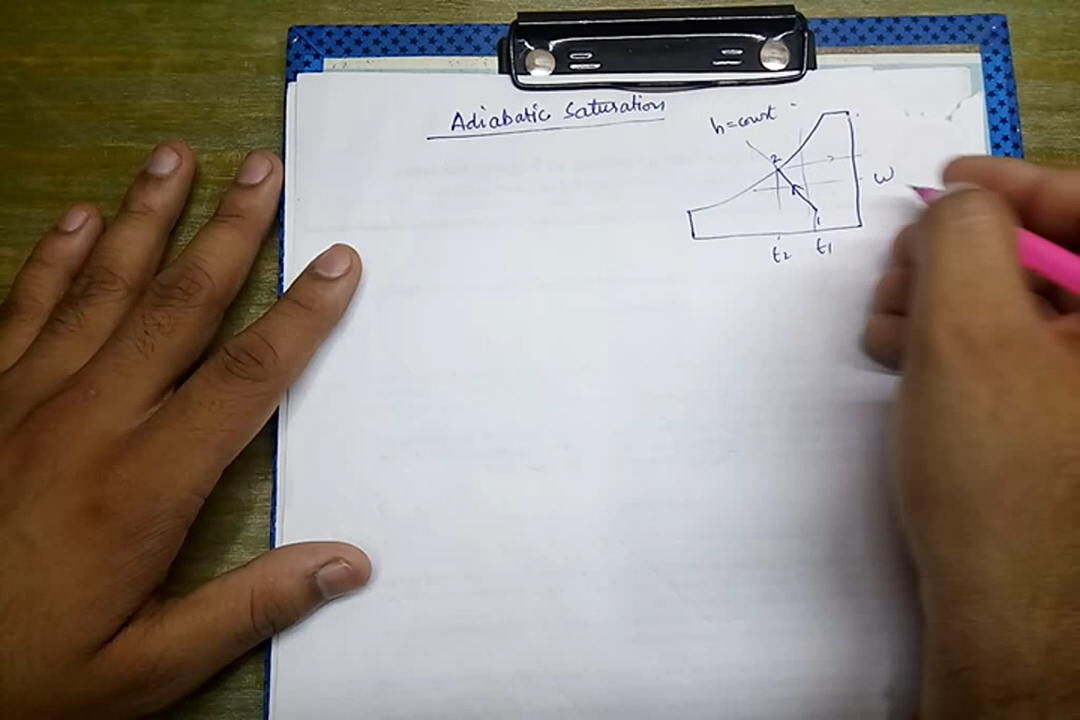 Adiabatic Saturation
h=const
2
ω
1
t2 t1